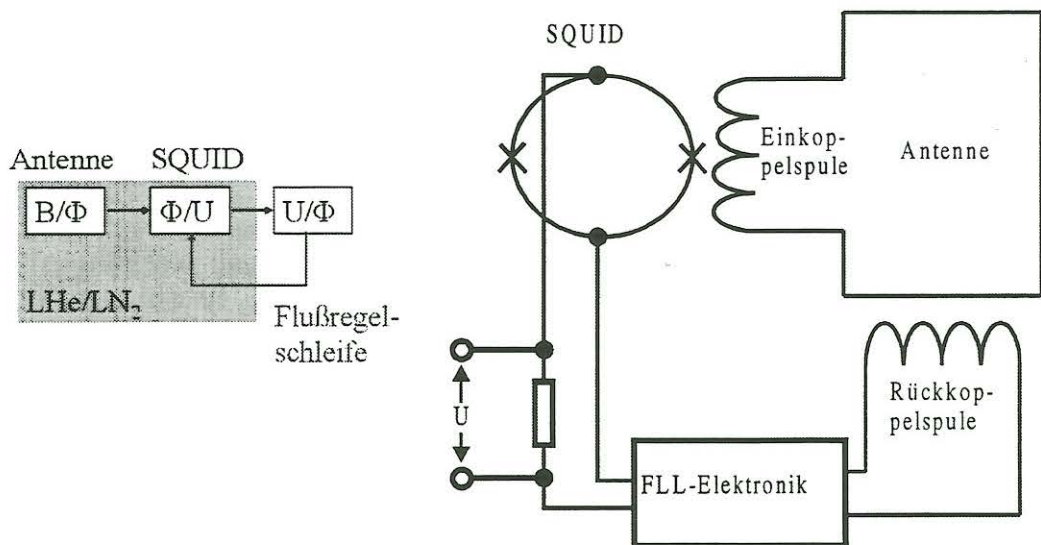 Antenne
SQUID
B/Φ
Φ/U
U/Φ
LHe/LN₂
Flußregel-
schleife
SQUID
Einkop-
pelspule
Antenne
U
Rückkop-
pelspule
FLL-Elektronik